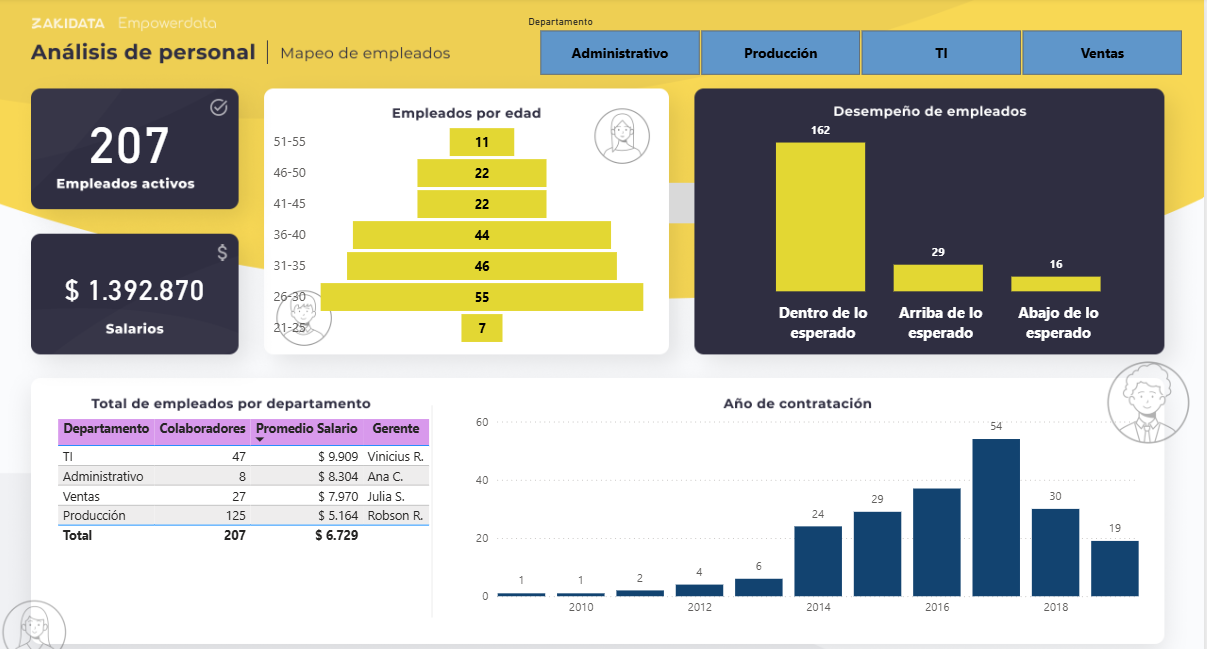 ZAKIDATA Empowerdata
Análisis de personal | Mapeo de empleados
Departamento
Administrativo Producción TI Ventas
207
Empleados activos
$
$ 1.392.870
Salarios
Empleados por edad
51-55 11
46-50 22
41-45 22
36-40 44
31-35 46
26-30 55
21-25 7
Desempeño de empleados
162
29
16
Dentro de lo esperado
Arriba de lo esperado
Abajo de lo esperado
Total de empleados por departamento
Departamento Colaboradores Promedio Salario Gerente
TI 47 $ 9.909 Vinicius R.
Administrativo 8 $ 8.304 Ana C.
Ventas 27 $ 7.970 Julia S.
Producción 125 $ 5.164 Robson R.
Total 207 $ 6.729
Año de contratación
60
40
20
0
1 1 2 4 6 24 29 54 30 19
2010 2012 2014 2016 2018